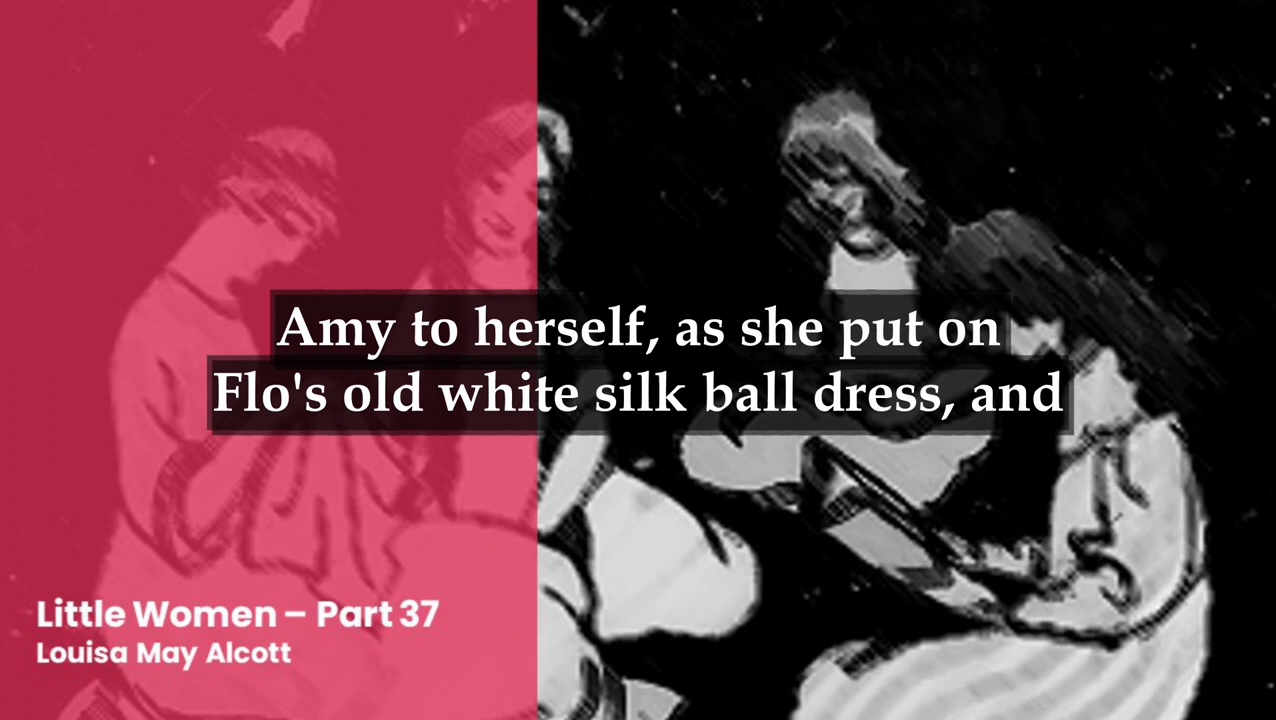 Amy to herself, as she put on
Flo's old white silk ball dress, and
Little Women – Part 37
Louisa May Alcott